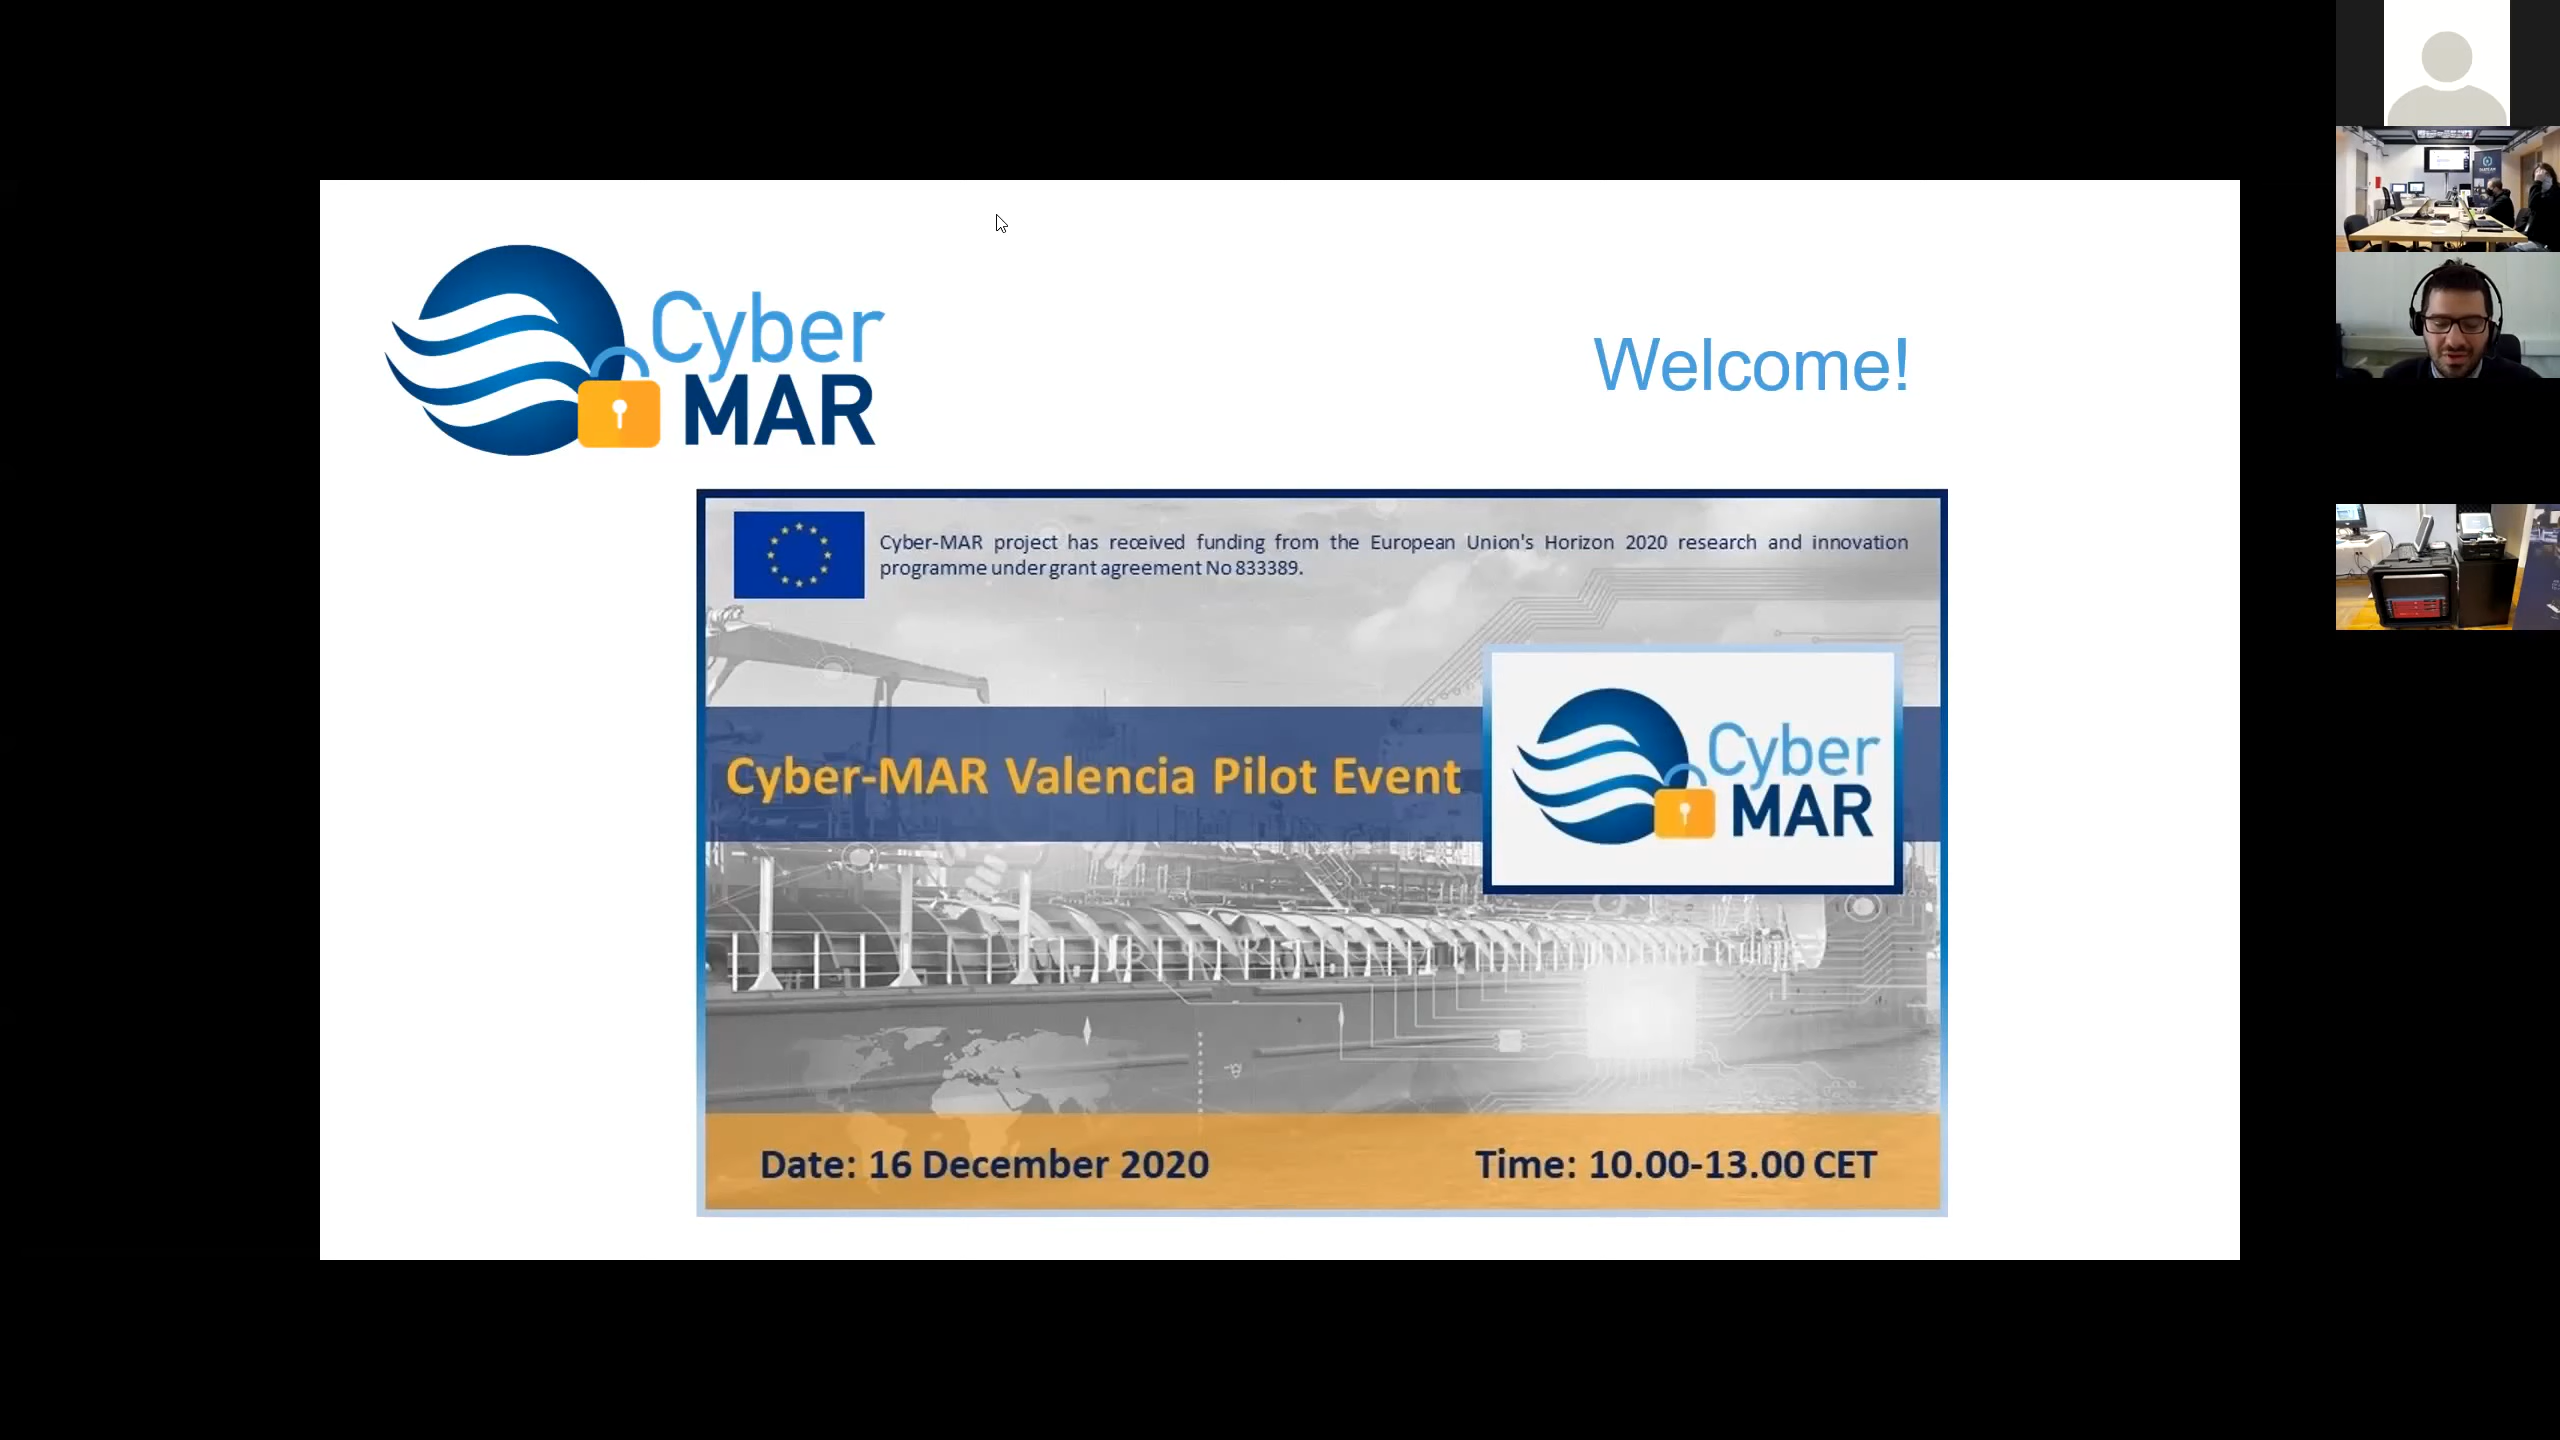 Cyber
MAR
Welcome!
Cyber-MAR project has received funding from the European Union's Horizon 2020 research and innovation
programme under grant agreement No 833389.
Cyber-MAR Valencia Pilot Event
Cyber
MAR
Date: 16 December 2020
Time: 10.00-13.00 CET